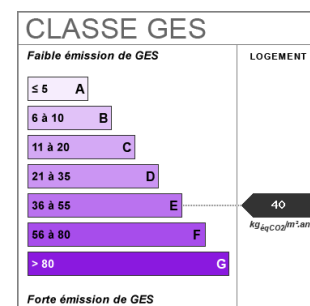 CLASSE GES
Faible émission de GES
LOGEMENT
≤ 5 A
6 à 10 B
11 à 20 C
21 à 35 D
36 à 55 E
40
kgéqCO2/m².an
56 à 80 F
> 80 G
Forte émission de GES